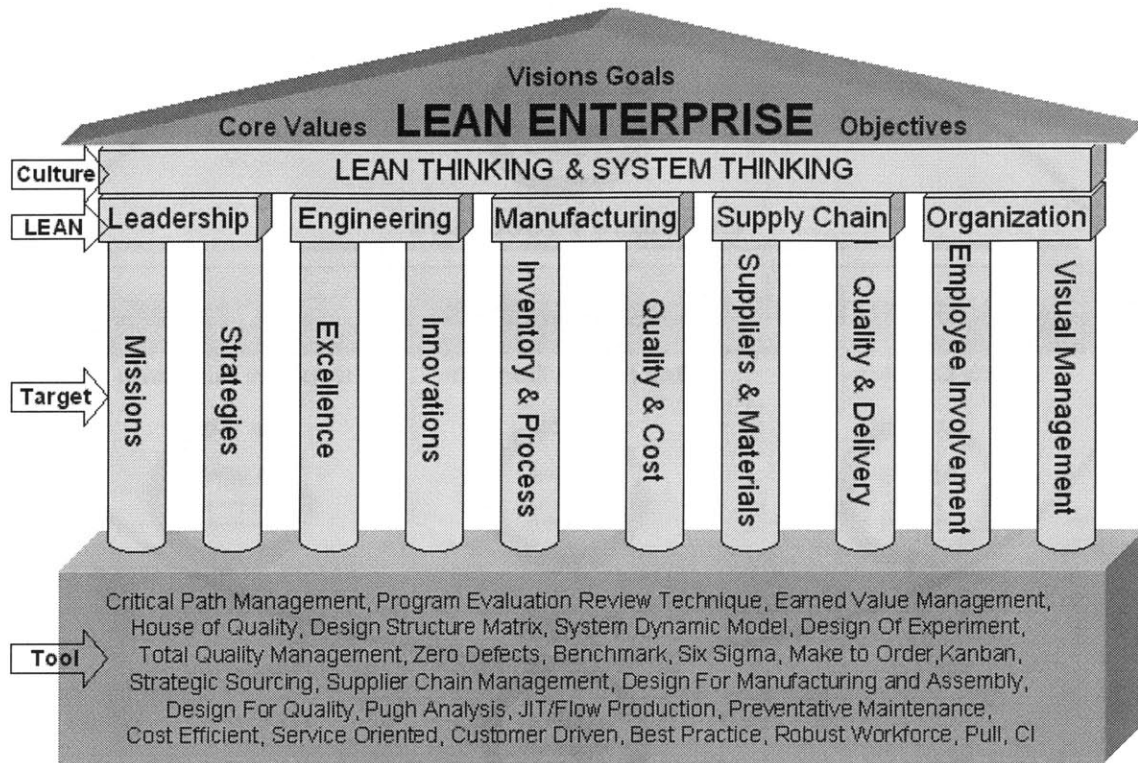 Visions Goals
Core Values LEAN ENTERPRISE Objectives
Culture
LEAN THINKING & SYSTEM THINKING
LEAN
Leadership
Engineering
Manufacturing
Supply Chain
Organization
Target
Missions
Strategies
Excellence
Innovations
Inventory & Process
Quality & Cost
Suppliers & Materials
Quality & Delivery
Employee Involvement
Visual Management
Tool
Critical Path Management, Program Evaluation Review Technique, Earned Value Management,
House of Quality, Design Structure Matrix, System Dynamic Model, Design Of Experiment,
Total Quality Management, Zero Defects, Benchmark, Six Sigma, Make to Order,Kanban,
Strategic Sourcing, Supplier Chain Management, Design For Manufacturing and Assembly,
Design For Quality, Pugh Analysis, JIT/Flow Production, Preventative Maintenance,
Cost Efficient, Service Oriented, Customer Driven, Best Practice, Robust Workforce, Pull, CI